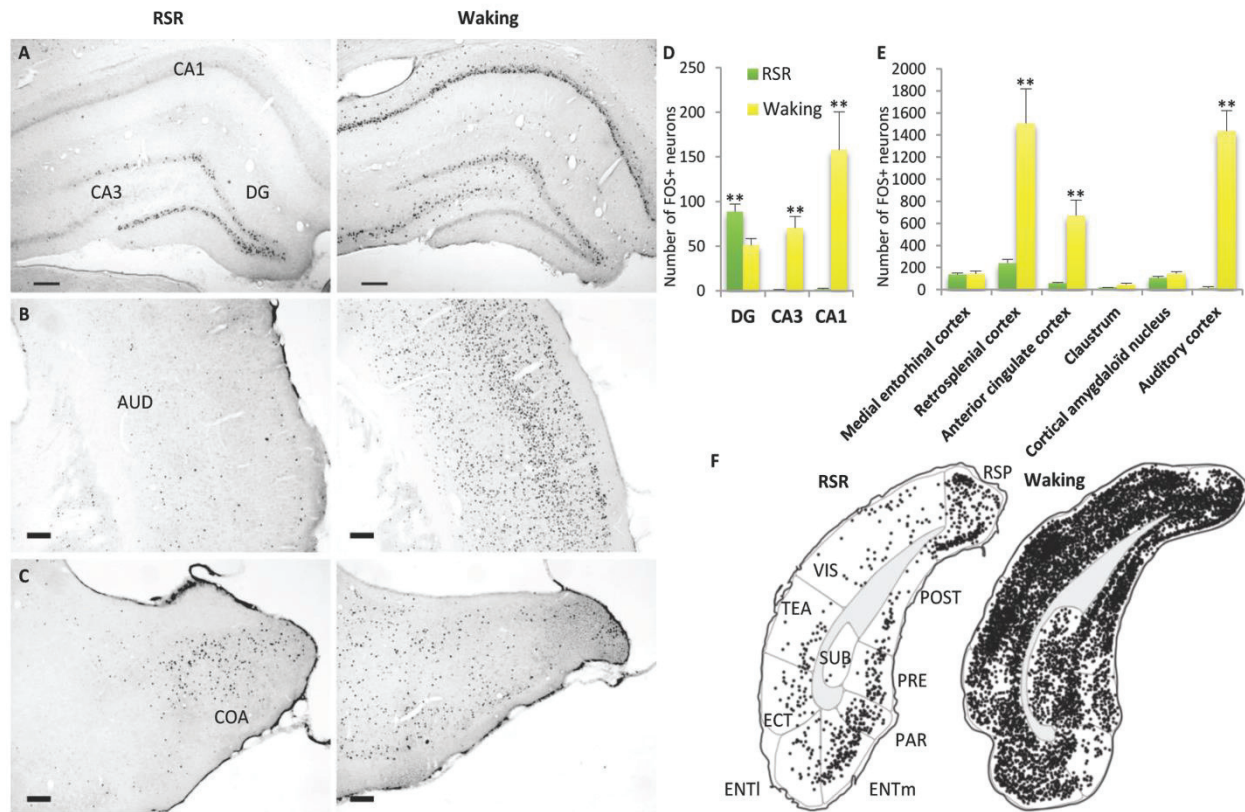 RSR
Waking
A
CA1
CA3
DG
B
AUD
C
COA
D
Number of FOS+ neurons
250
200
150
100
50
0
RSR
Waking
**
**
**
DG
CA3
CA1
E
Number of FOS+ neurons
2000
1800
1600
1400
1200
1000
800
600
400
200
0
**
**
**
Medial entorhinal cortex
Retrosplenial cortex
Anterior cingulate cortex
Claustrum
Cortical amygdaloïd nucleus
Auditory cortex
F
RSR
RSP
Waking
VIS
POST
TEA
SUB
PRE
ECT
PAR
ENTl
ENTm